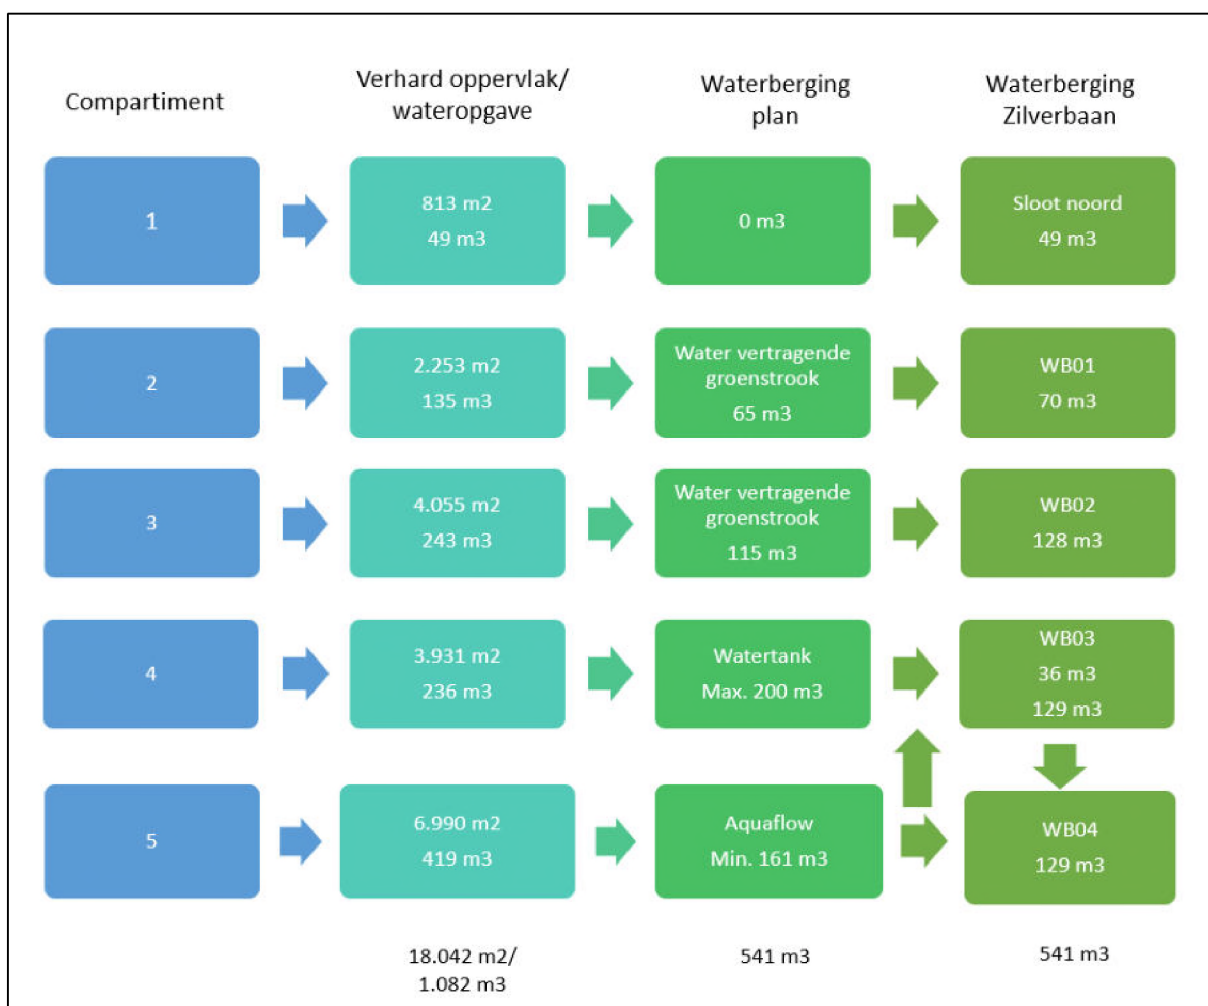 Compartiment
Verhard oppervlak/
wateropgave
Waterberging
plan
Waterberging
Zilverbaan
1
813 m2
49 m3
0 m3
Sloot noord
49 m3
2
2.253 m2
135 m3
Water vertragende
groenstrook
65 m3
WB01
70 m3
3
4.055 m2
243 m3
Water vertragende
groenstrook
115 m3
WB02
128 m3
4
3.931 m2
236 m3
Watertank
Max. 200 m3
WB03
36 m3
129 m3
5
6.990 m2
419 m3
Aquaflow
Min. 161 m3
WB04
129 m3
18.042 m2/
1.082 m3
541 m3
541 m3